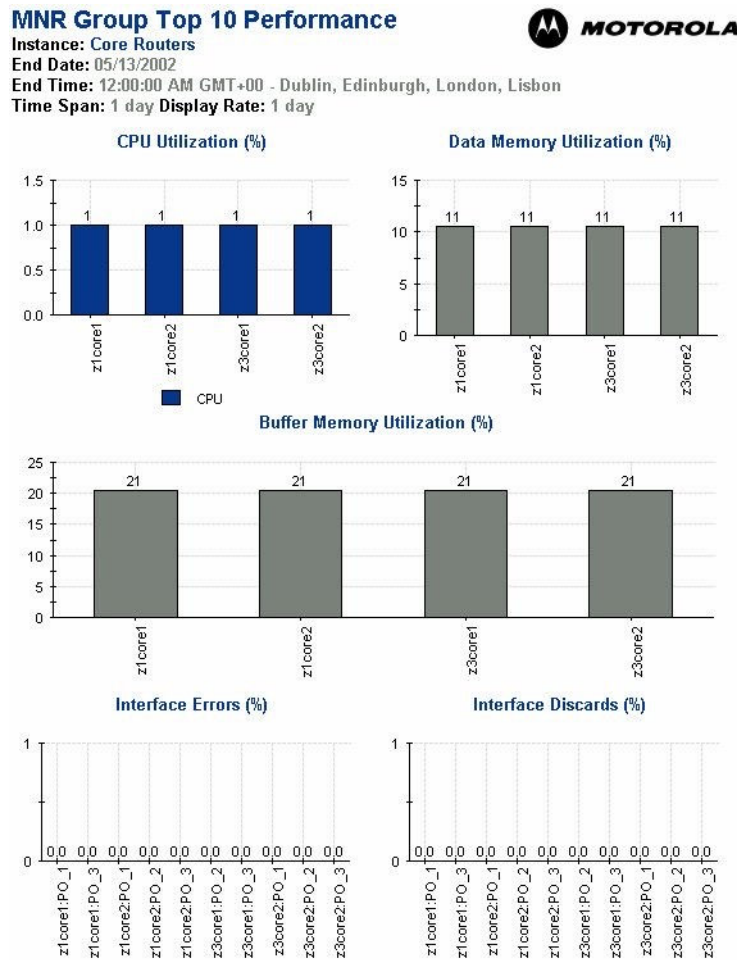 MNR Group Top 10 Performance
MOTOROLA
Instance: Core Routers
End Date: 05/13/2002
End Time: 12:00:00 AM GMT+00 - Dublin, Edinburgh, London, Lisbon
Time Span: 1 day Display Rate: 1 day
CPU Utilization (%)
1.5
1.0
0.5
0.0
1 1 1 1
z1core1 z1core2 z3core1 z3core2
CPU
Data Memory Utilization (%)
15
10
5
0
11 11 11 11
z1core1 z1core2 z3core1 z3core2
Buffer Memory Utilization (%)
25
20
15
10
5
0
21 21 21 21
z1core1 z1core2 z3core1 z3core2
Interface Errors (%)
1
0
0.0 0.0 0.0 0.0 0.0 0.0 0.0 0.0 0.0 0.0
z1core1:PO_1 z1core1:PO_3 z1core2:PO_1 z1core2:PO_2 z1core2:PO_3 z3core1:PO_2 z3core1:PO_3 z3core2:PO_1 z3core2:PO_2 z3core2:PO_3
Interface Discards (%)
1
0
0.0 0.0 0.0 0.0 0.0 0.0 0.0 0.0 0.0 0.0
z1core1:PO_1 z1core1:PO_3 z1core2:PO_1 z1core2:PO_2 z1core2:PO_3 z3core1:PO_2 z3core1:PO_3 z3core2:PO_1 z3core2:PO_2 z3core2:PO_3